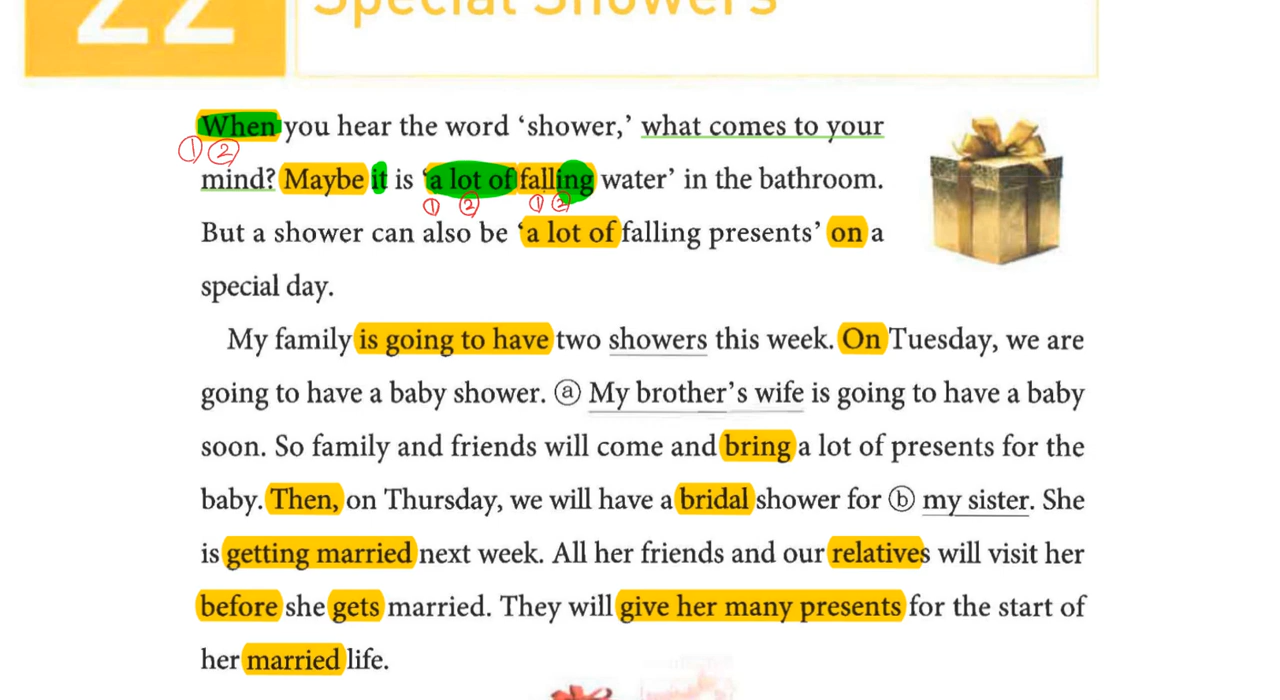 22
Special Showers
When you hear the word ‘shower,’ what comes to your
① ②
mind? Maybe it is ‘a lot of falling water’ in the bathroom.
① ② ① ②
But a shower can also be ‘a lot of falling presents’ on a
special day.
My family is going to have two showers this week. On Tuesday, we are
going to have a baby shower. ⓐ My brother’s wife is going to have a baby
soon. So family and friends will come and bring a lot of presents for the
baby. Then, on Thursday, we will have a bridal shower for ⓑ my sister. She
is getting married next week. All her friends and our relatives will visit her
before she gets married. They will give her many presents for the start of
her married life.